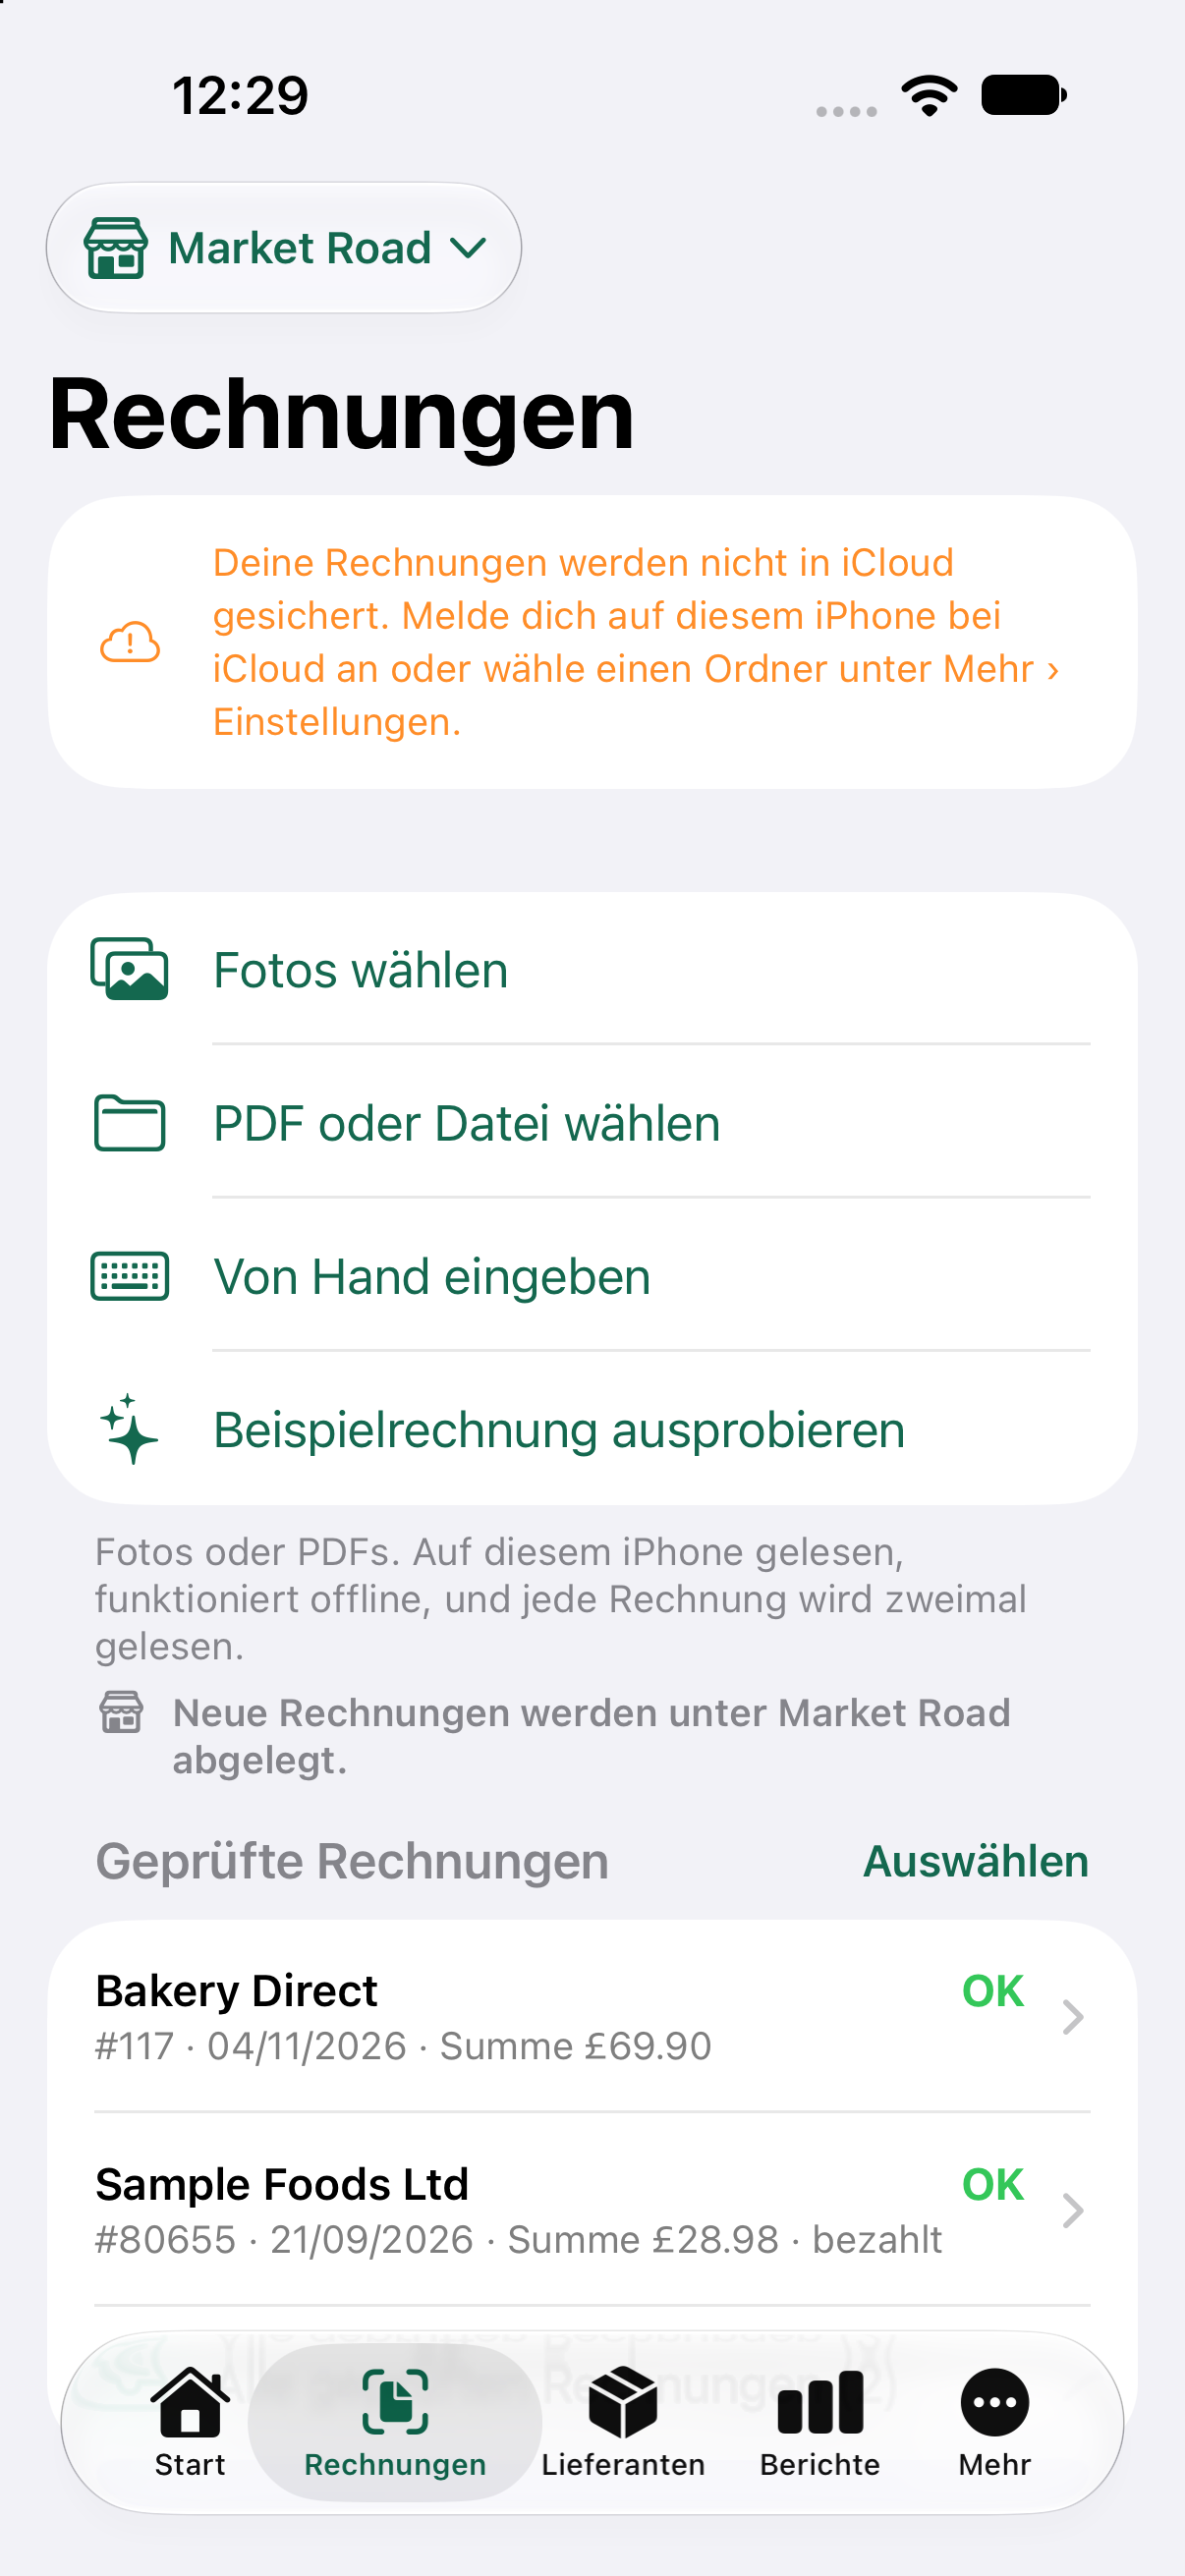 12:29
Market Road
Rechnungen
Deine Rechnungen werden nicht in iCloud
gesichert. Melde dich auf diesem iPhone bei
iCloud an oder wähle einen Ordner unter Mehr ›
Einstellungen.
Fotos wählen
PDF oder Datei wählen
Von Hand eingeben
Beispielrechnung ausprobieren
Fotos oder PDFs. Auf diesem iPhone gelesen,
funktioniert offline, und jede Rechnung wird zweimal
gelesen.
Neue Rechnungen werden unter Market Road
abgelegt.
Geprüfte Rechnungen Auswählen
Bakery Direct OK
#117 · 04/11/2026 · Summe £69.90
Sample Foods Ltd OK
#80655 · 21/09/2026 · Summe £28.98 · bezahlt
Start Rechnungen Lieferanten Berichte Mehr